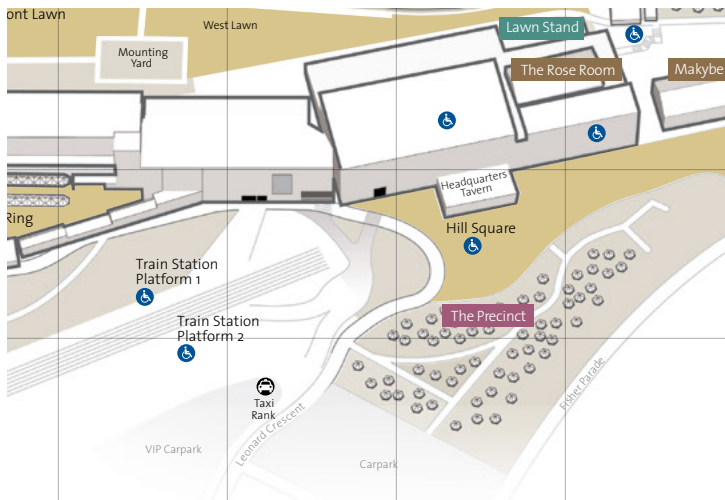 ont Lawn
West Lawn
Lawn Stand
Mounting
Yard
The Rose Room
Makybe
Headquarters
Tavern
Ring
Hill Square
Train Station
Platform 1
The Precinct
Train Station
Platform 2
Taxi
Rank
Leonard Crescent
Fisher Parade
VIP Carpark
Carpark